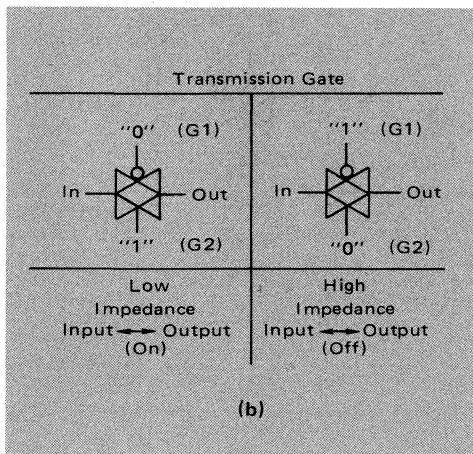 Transmission Gate
"0" (G1)
In Out
"1" (G2)
Low
Impedance
Input ◄─► Output
(On)
"1" (G1)
In Out
"0" (G2)
High
Impedance
Input ◄─► Output
(Off)
(b)